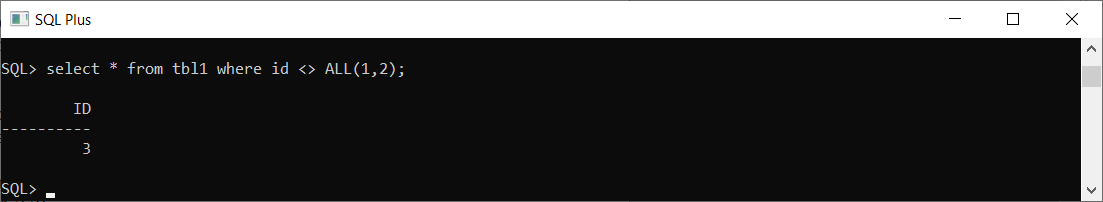 SQL Plus
SQL> select * from tbl1 where id <> ALL(1,2);
ID
----------
3
SQL>